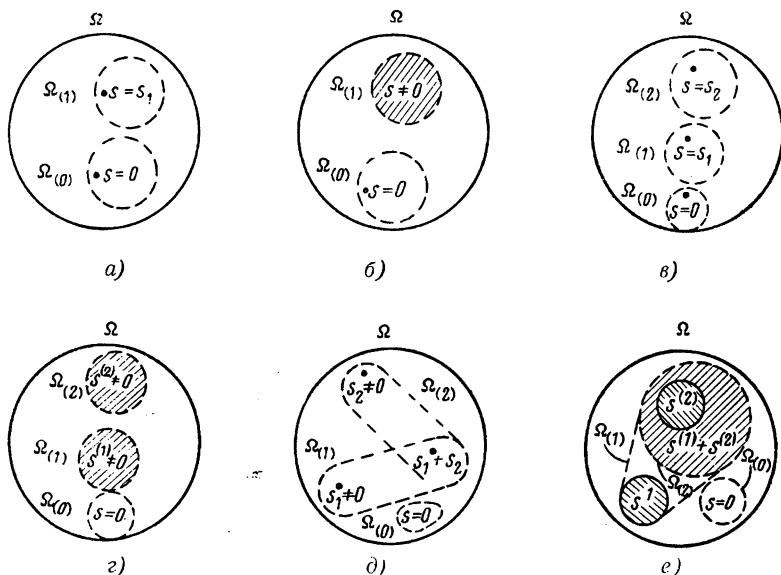 Ω
Ω(1)
s=s₁
Ω(0)
s=0
а)
Ω
Ω(1)
s≠0
Ω(0)
s=0
б)
Ω
Ω(2)
s=s₂
Ω(1)
s=s₁
Ω(0)
s=0
в)
Ω
Ω(2)
s⁽²⁾≠0
Ω(1)
s⁽¹⁾≠0
Ω(0)
s=0
г)
Ω
s₂≠0
Ω(2)
Ω(1)
s₁+s₂
s₁≠0
Ω(0)
s=0
д)
Ω
s⁽²⁾
Ω(1)
s⁽¹⁾+s⁽²⁾
Ω(0)
Ω(2)
s¹
s=0
е)